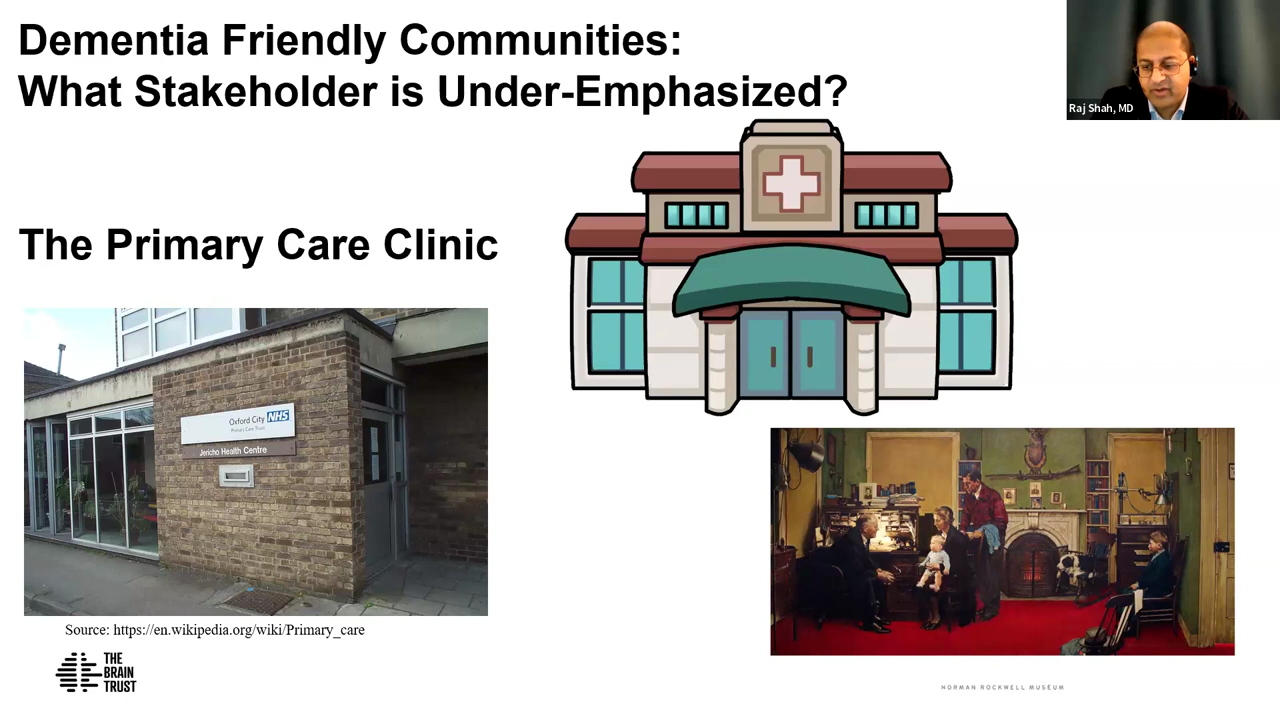 Dementia Friendly Communities:
What Stakeholder is Under-Emphasized?
Raj Shah, MD
The Primary Care Clinic
Oxford City NHS
Primary Care Trust
Jericho Health Centre
Source: https://en.wikipedia.org/wiki/Primary_care
THE
BRAIN
TRUST
NORMAN ROCKWELL MUSEUM